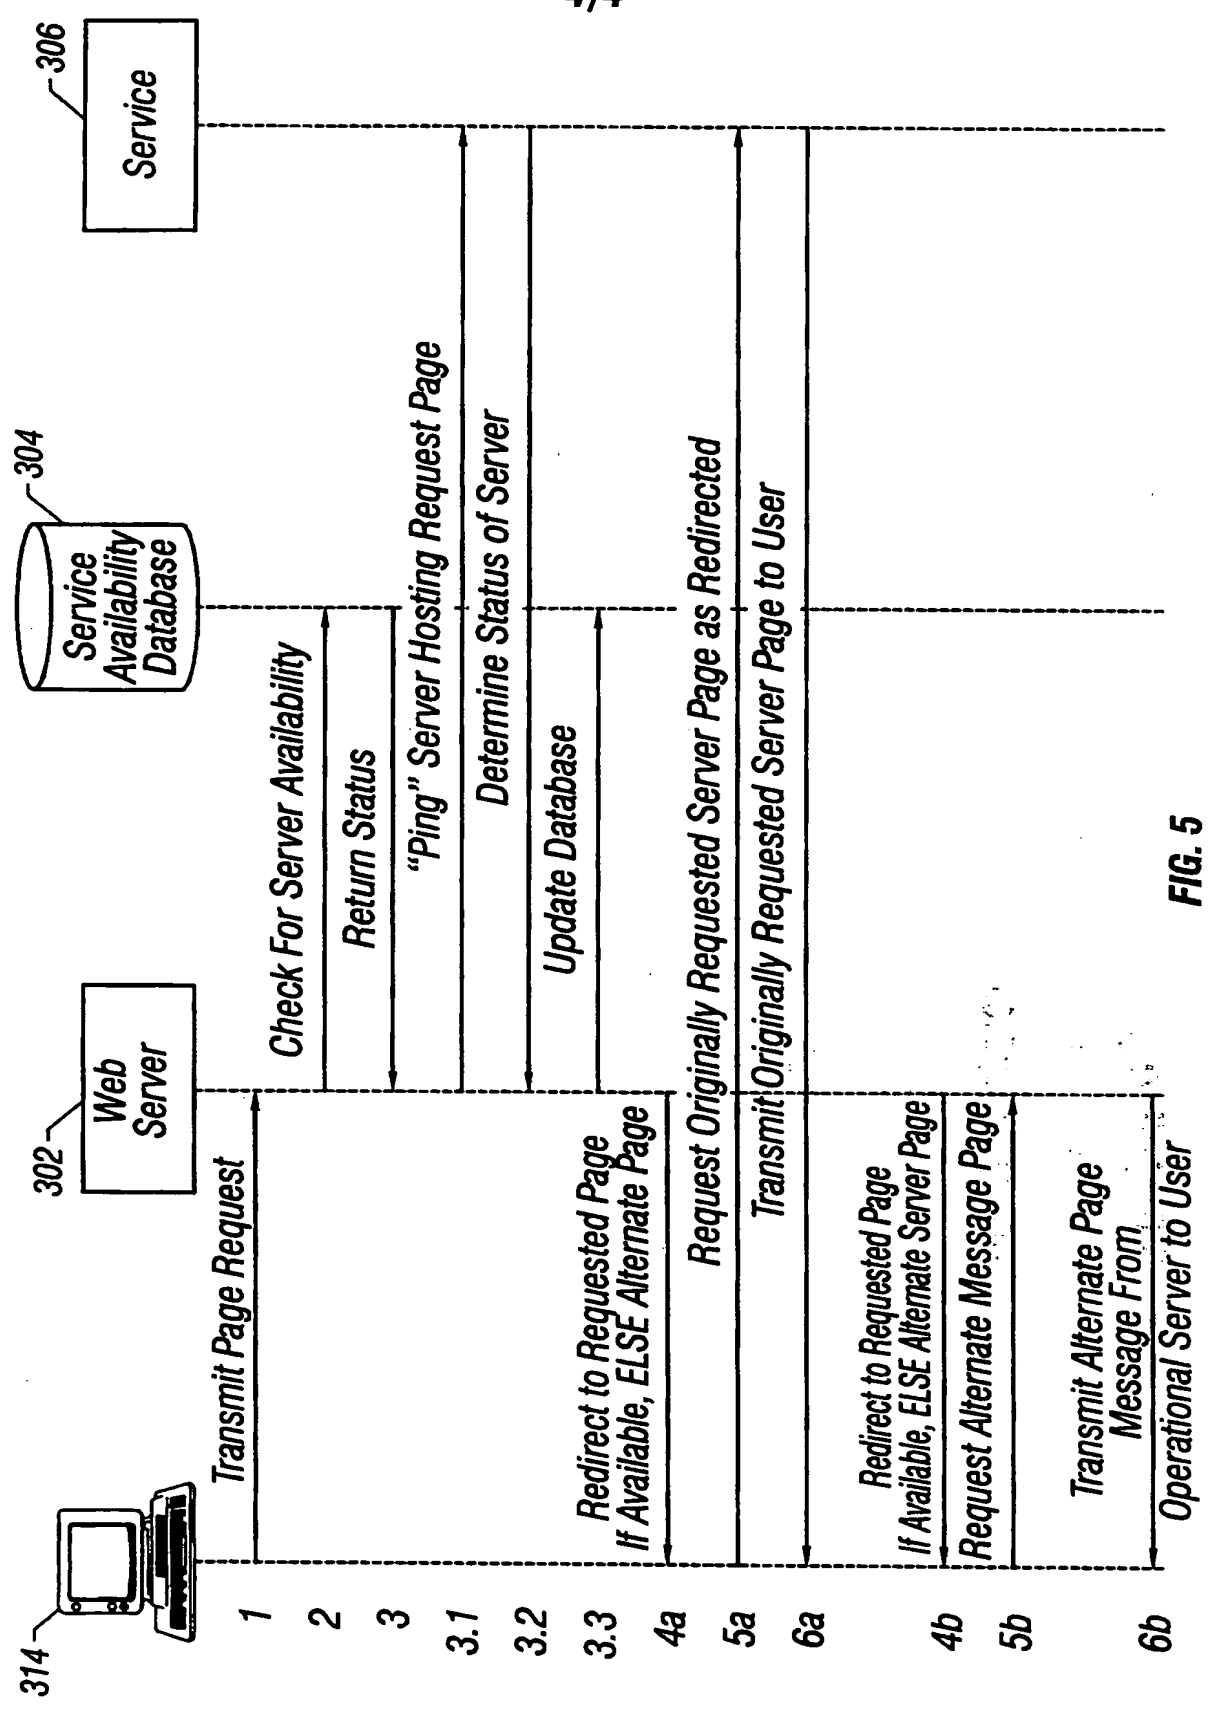 4/4
314
302
304
306
Web
Server
Service
Availability
Database
Service
1
Transmit Page Request
2
Check For Server Availability
3
Return Status
3.1
"Ping" Server Hosting Request Page
3.2
Determine Status of Server
3.3
Update Database
4a
Redirect to Requested Page
If Available, ELSE Alternate Page
5a
Request Originally Requested Server Page as Redirected
6a
Transmit Originally Requested Server Page to User
4b
Redirect to Requested Page
If Available, ELSE Alternate Server Page
5b
Request Alternate Message Page
6b
Transmit Alternate Page
Message From
Operational Server to User
FIG. 5